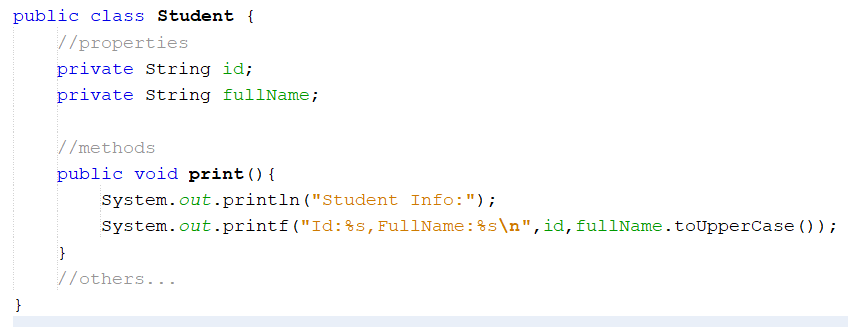 public class Student {
//properties
private String id;
private String fullName;
//methods
public void print(){
System.out.println("Student Info:");
System.out.printf("Id:%s,FullName:%s\n",id,fullName.toUpperCase());
}
//others...
}